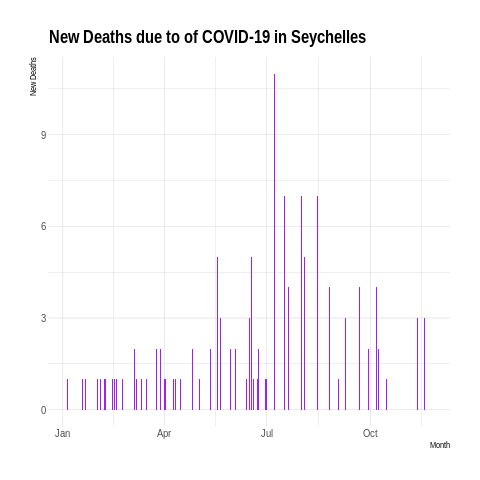 New Deaths due to of COVID-19 in Seychelles
New Deaths
9
6
3
0
Jan Apr Jul Oct
Month